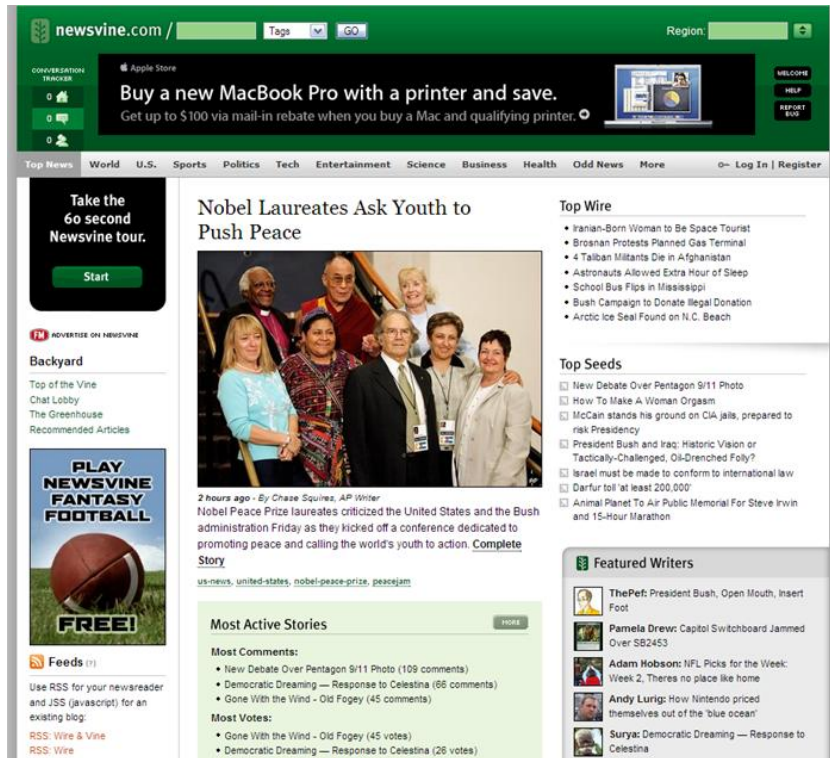 newsvine.com /
Tags
GO
Region:
CONVERSATION
TRACKER
0
0
0
Apple Store
Buy a new MacBook Pro with a printer and save.
Get up to $100 via mail-in rebate when you buy a Mac and qualifying printer.
WELCOME
HELP
REPORT
BUG
Top News World U.S. Sports Politics Tech Entertainment Science Business Health Odd News More Log In | Register
Take the
60 second
Newsvine tour.
Start
FM ADVERTISE ON NEWSVINE
Backyard
Top of the Vine
Chat Lobby
The Greenhouse
Recommended Articles
PLAY
NEWSVINE
FANTASY
FOOTBALL
FREE!
Feeds (?)
Use RSS for your newsreader
and JSS (javascript) for an
existing blog:
RSS: Wire & Vine
RSS: Wire
Nobel Laureates Ask Youth to
Push Peace
2 hours ago - By Chase Squires, AP Writer
Nobel Peace Prize laureates criticized the United States and the Bush
administration Friday as they kicked off a conference dedicated to
promoting peace and calling the world's youth to action. Complete
Story
us-news, united-states, nobel-peace-prize, peacejam
Most Active Stories
MORE
Most Comments:
• New Debate Over Pentagon 9/11 Photo (109 comments)
• Democratic Dreaming — Response to Celestina (66 comments)
• Gone With the Wind - Old Fogey (45 comments)
Most Votes:
• Gone With the Wind - Old Fogey (45 votes)
• Democratic Dreaming — Response to Celestina (26 votes)
Top Wire
• Iranian-Born Woman to Be Space Tourist
• Brosnan Protests Planned Gas Terminal
• 4 Taliban Militants Die in Afghanistan
• Astronauts Allowed Extra Hour of Sleep
• School Bus Flips in Mississippi
• Bush Campaign to Donate Illegal Donation
• Arctic Ice Seal Found on N.C. Beach
Top Seeds
New Debate Over Pentagon 9/11 Photo
How To Make A Woman Orgasm
McCain stands his ground on CIA jails, prepared to
risk Presidency
President Bush and Iraq: Historic Vision or
Tactically-Challenged, Oil-Drenched Folly?
Israel must be made to conform to international law
Darfur toll 'at least 200,000'
Animal Planet To Air Public Memorial For Steve Irwin
and 15-Hour Marathon
Featured Writers
ThePef: President Bush, Open Mouth, Insert
Foot
Pamela Drew: Capitol Switchboard Jammed
Over SB2453
Adam Hobson: NFL Picks for the Week:
Week 2, Theres no place like home
Andy Lurig: How Nintendo priced
themselves out of the 'blue ocean'
Surya: Democratic Dreaming — Response to
Celestina